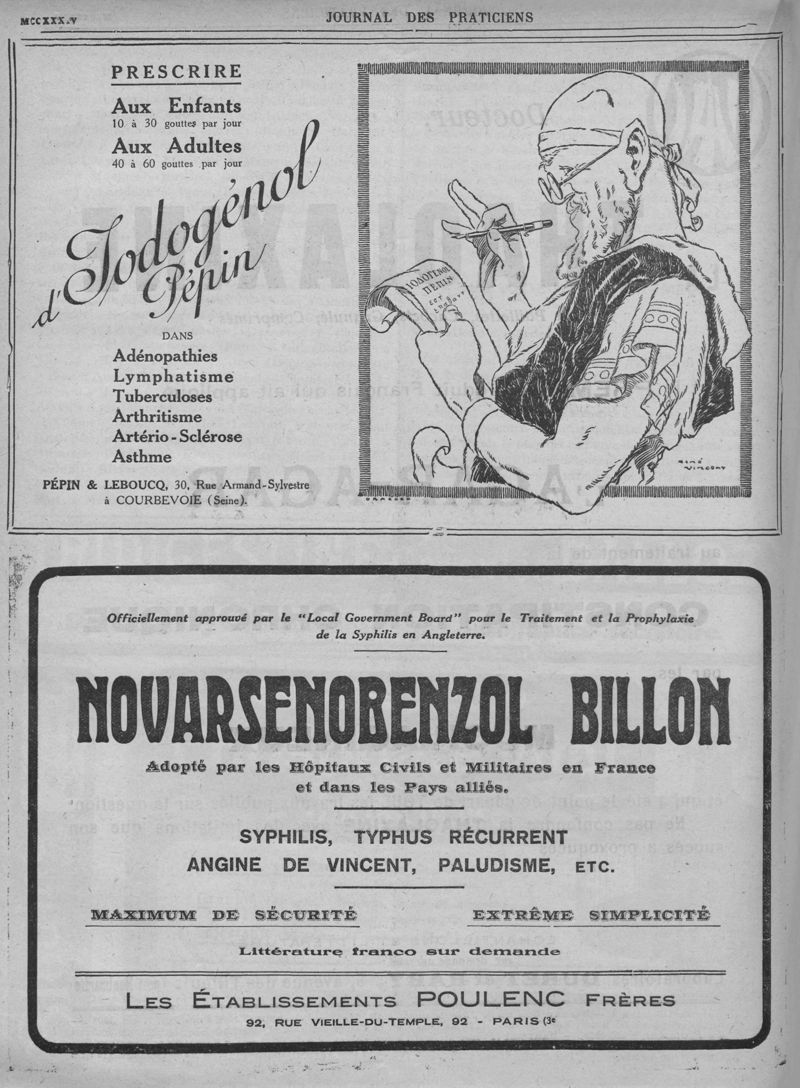 MCCXXX.V
JOURNAL DES PRATICIENS
PRESCRIRE
Aux Enfants
10 à 30 gouttes par jour
Aux Adultes
40 à 60 gouttes par jour
d'Iodogénol
Pépin
DANS
Adénopathies
Lymphatisme
Tuberculoses
Arthritisme
Artério-Sclérose
Asthme
PÉPIN & LEBOUCQ, 30, Rue Armand-Sylvestre
à COURBEVOIE (Seine).
ΙΟΔΟΓΕΝΟΛ
ΠΕΡΙΝ
EST
René
Vincent
Officiellement approuvé par le "Local Government Board" pour le Traitement et la Prophylaxie
de la Syphilis en Angleterre.
NOVARSENOBENZOL BILLON
Adopté par les Hôpitaux Civils et Militaires en France
et dans les Pays alliés.
SYPHILIS, TYPHUS RÉCURRENT
ANGINE DE VINCENT, PALUDISME, ETC.
MAXIMUM DE SÉCURITÉ
EXTRÊME SIMPLICITÉ
Littérature franco sur demande
LES ÉTABLISSEMENTS POULENC FRÈRES
92, RUE VIEILLE-DU-TEMPLE, 92 - PARIS (3e